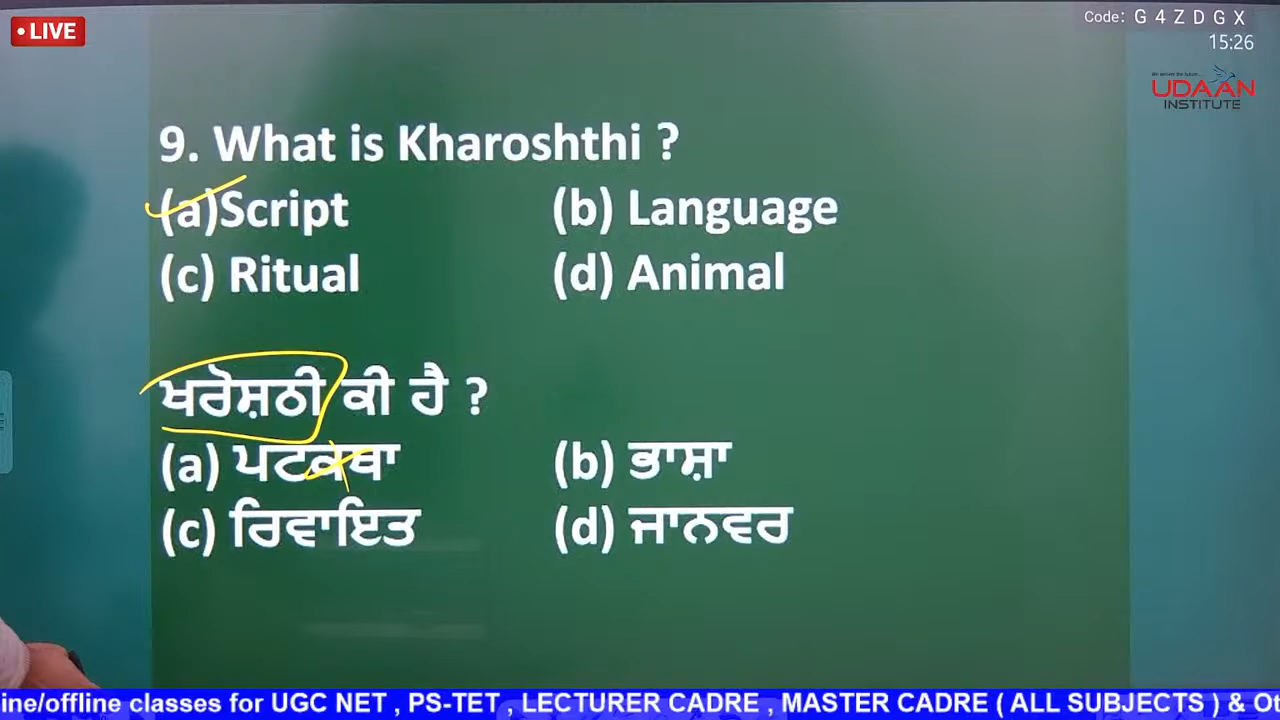 • LIVE
Code: G 4 Z D G X
15:26
UDAAN
INSTITUTE
9. What is Kharoshthi ?
(a)Script (b) Language
(c) Ritual (d) Animal
ਖਰੋਸ਼ਠੀ ਕੀ ਹੈ ?
(a) ਪਟਕਥਾ (b) ਭਾਸ਼ਾ
(c) ਰਿਵਾਇਤ (d) ਜਾਨਵਰ
ine/offline classes for UGC NET , PS-TET , LECTURER CADRE , MASTER CADRE ( ALL SUBJECTS ) & Ot